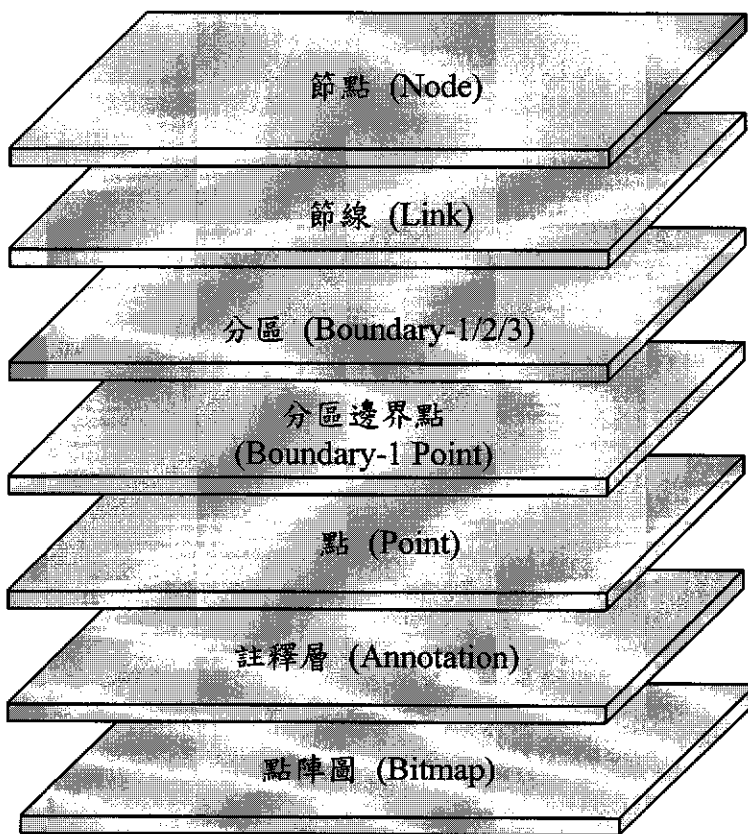 節點 (Node)
節線 (Link)
分區 (Boundary-1/2/3)
分區邊界點
(Boundary-1 Point)
點 (Point)
註釋層 (Annotation)
點陣圖 (Bitmap)